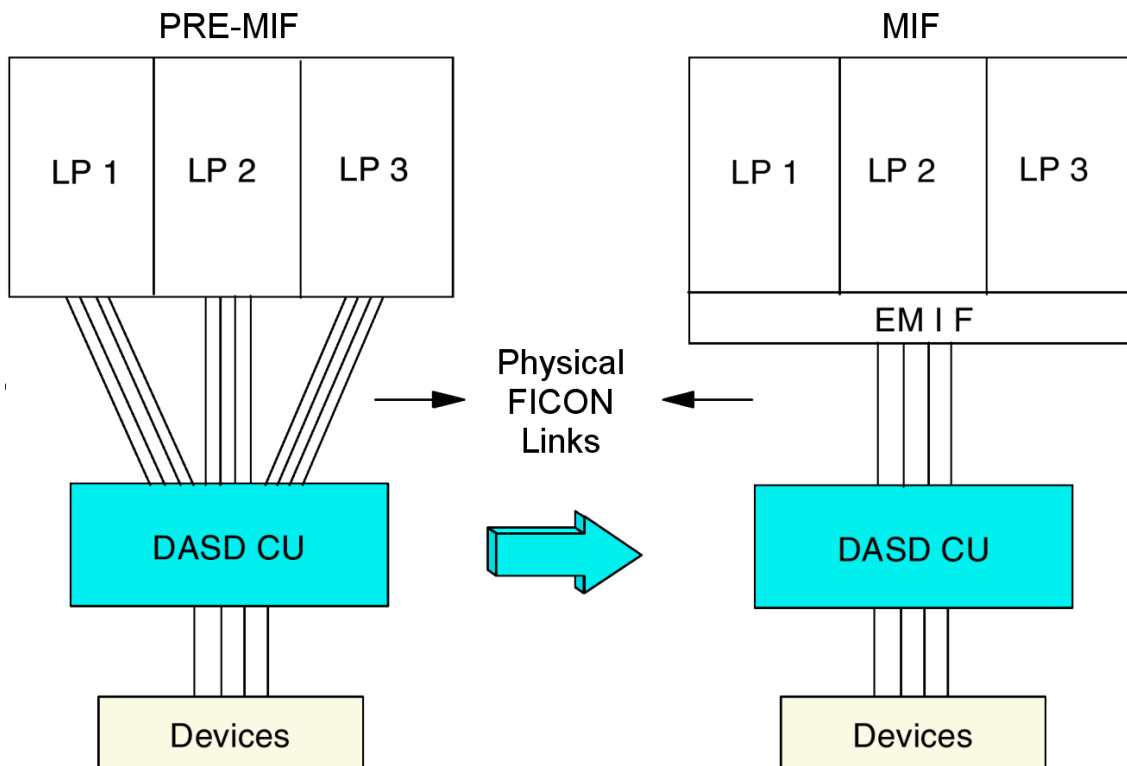 PRE-MIF
MIF
LP 1
LP 2
LP 3
LP 1
LP 2
LP 3
EM I F
Physical
FICON
Links
DASD CU
DASD CU
Devices
Devices